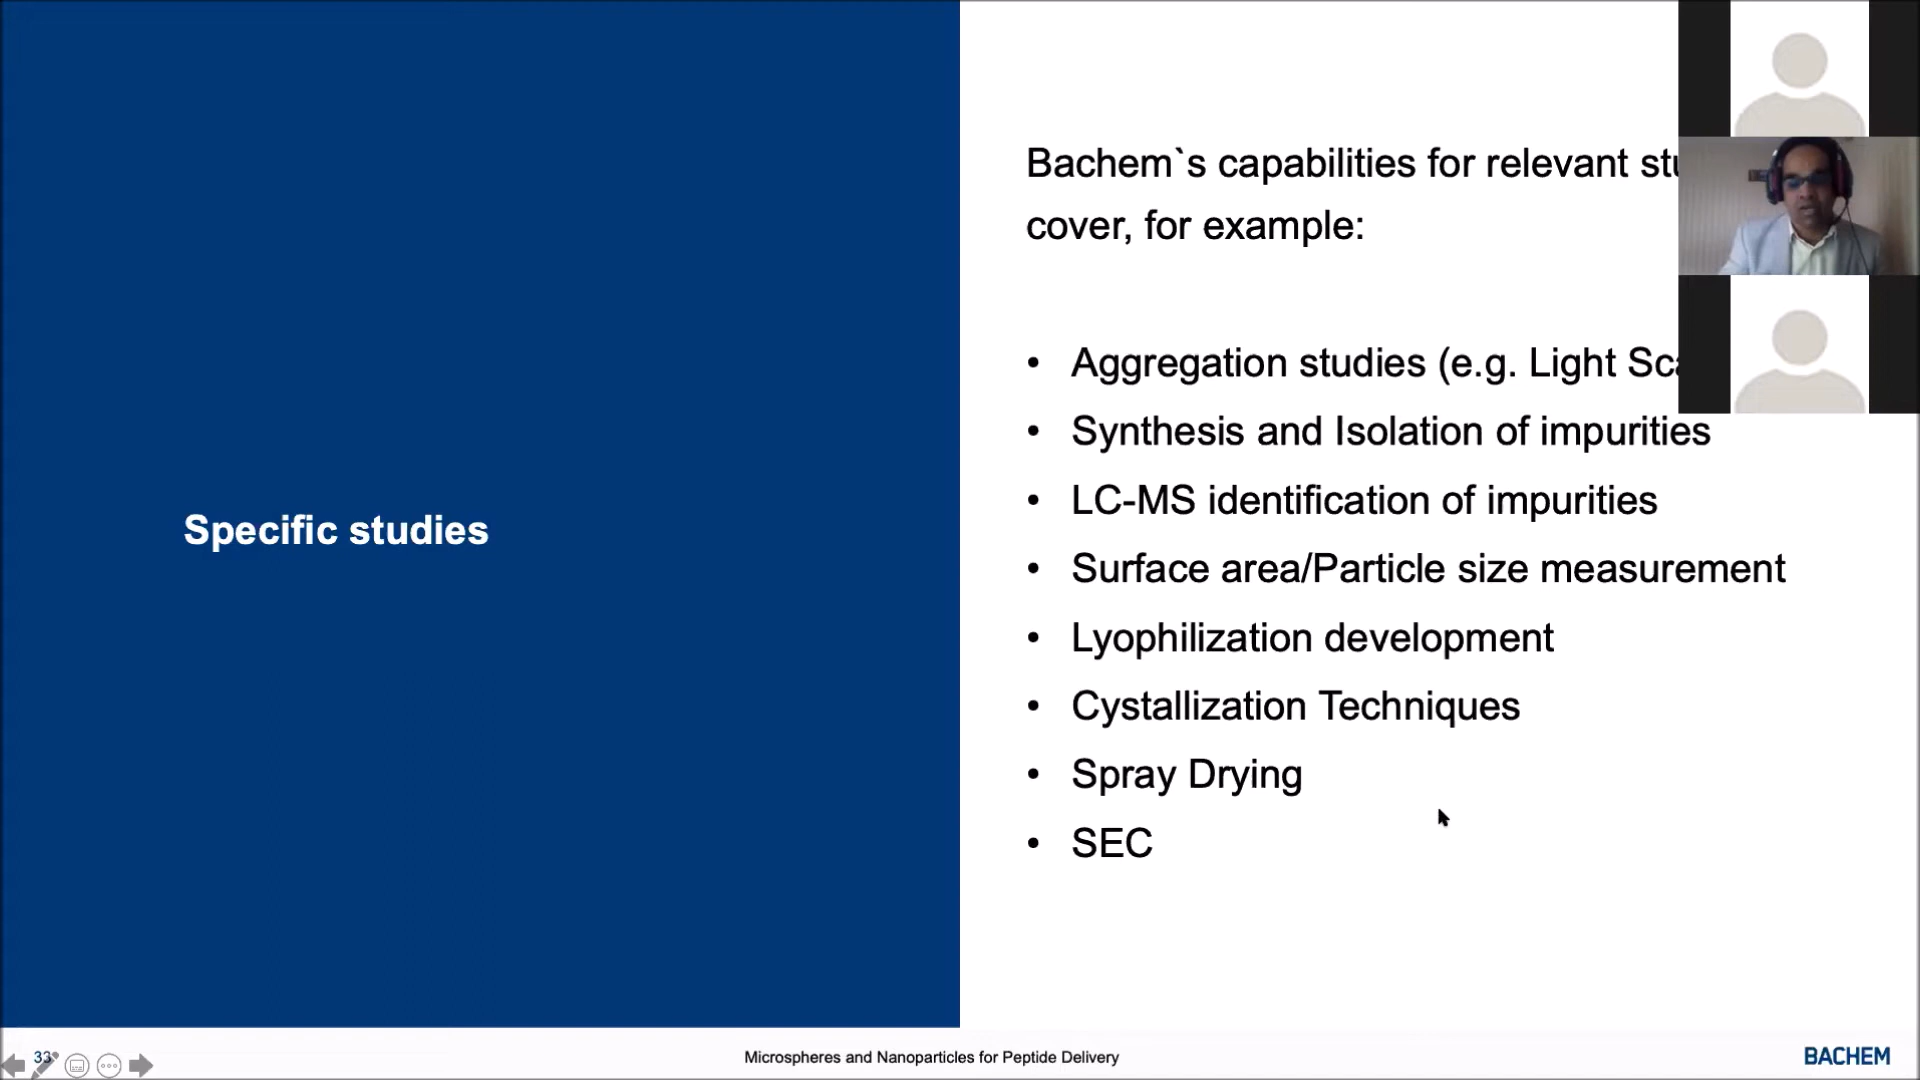 Bachem`s capabilities for relevant
cover, for example:
• Aggregation studies (e.g. Light
• Synthesis and Isolation of impurities
• LC-MS identification of impurities
• Surface area/Particle size measurement
• Lyophilization development
• Cystallization Techniques
• Spray Drying
• SEC
Specific studies
33
Microspheres and Nanoparticles for Peptide Delivery
BACHEM